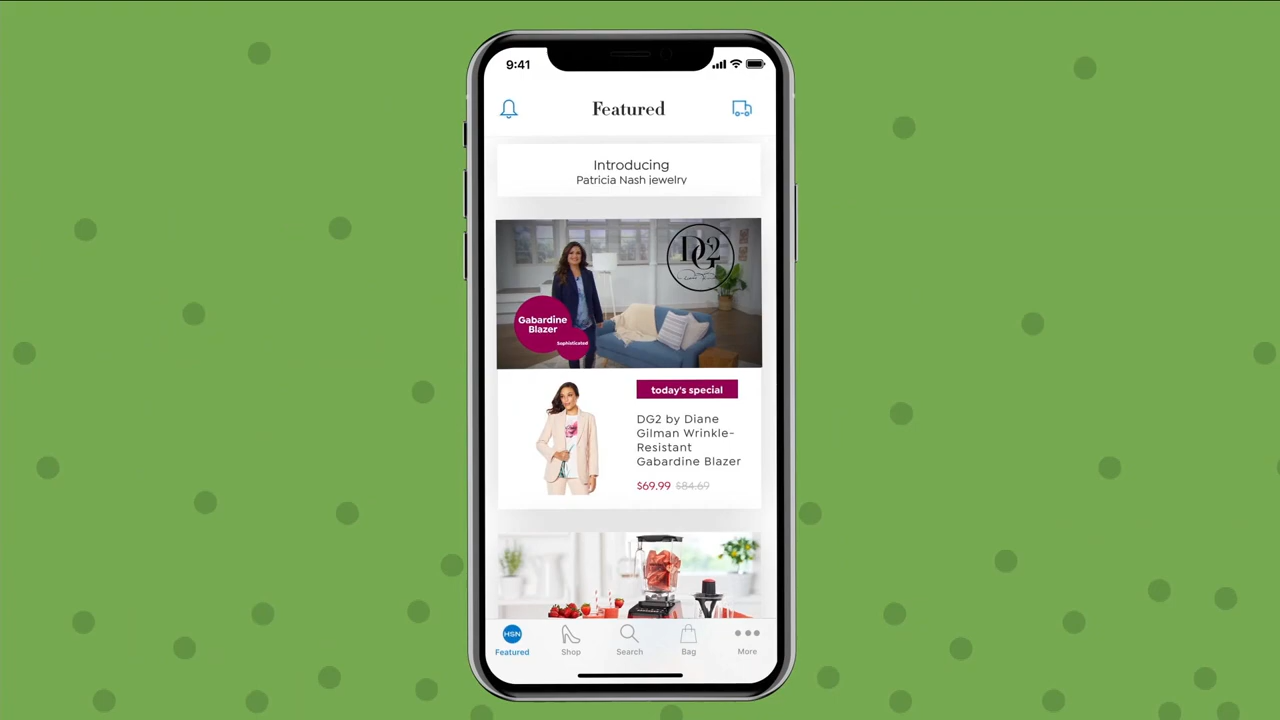 9:41
Featured
Introducing
Patricia Nash jewelry
DG2
Gabardine
Blazer
Sophisticated
today's special
DG2 by Diane
Gilman Wrinkle-
Resistant
Gabardine Blazer
$69.99 $84.69
HSN
Featured
Shop
Search
Bag
More